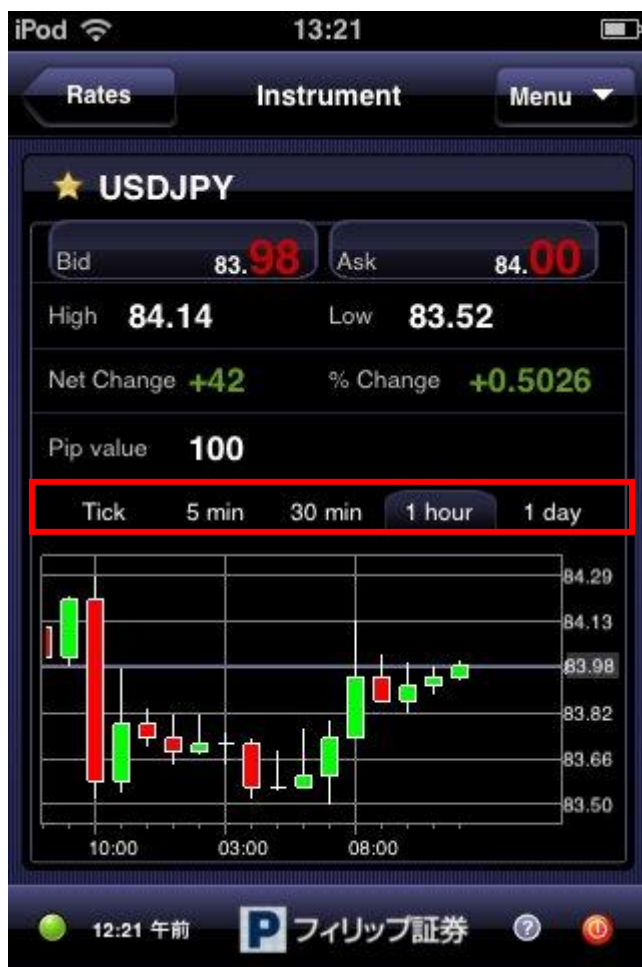 iPod 13:21
Rates Instrument Menu
USDJPY
Bid 83.98 Ask 84.00
High 84.14 Low 83.52
Net Change +42 % Change +0.5026
Pip value 100
Tick 5 min 30 min 1 hour 1 day
84.29
84.13
83.98
83.82
83.66
83.50
10:00 03:00 08:00
12:21 午前 P フィリップ証券 ?